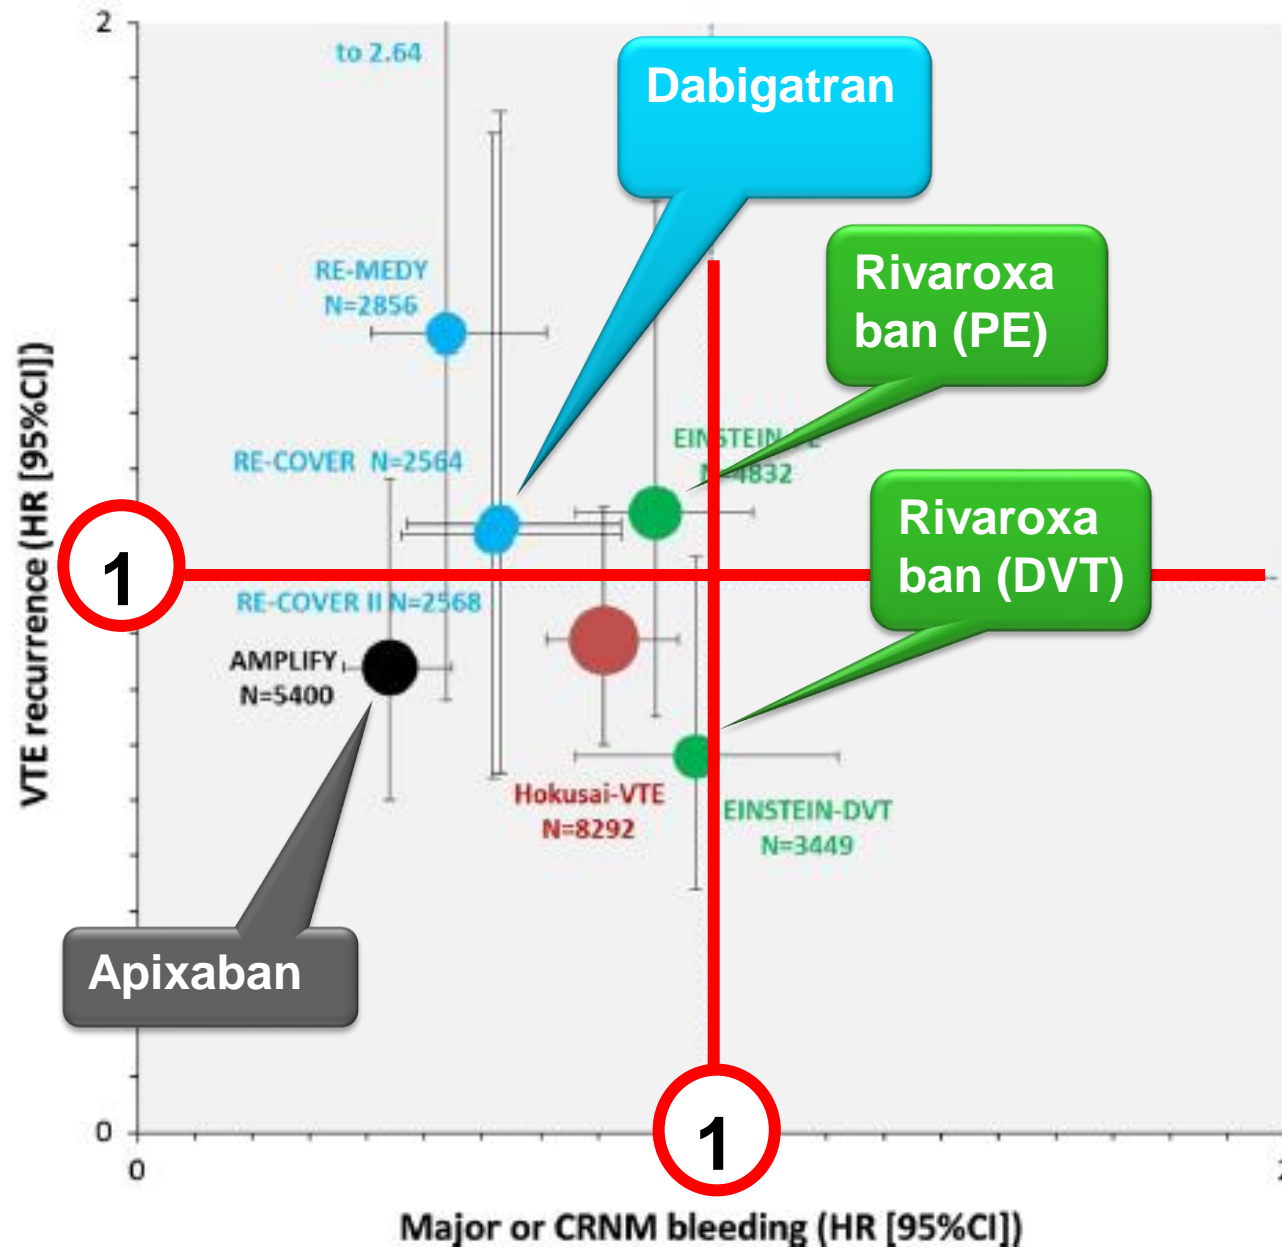 2
to 2.64
Dabigatran
RE-MEDY
N=2856
Rivaroxa
ban (PE)
RE-COVER N=2564
EINSTEIN-
N=4832
Rivaroxa
ban (DVT)
VTE recurrence (HR [95%CI])
1
RE-COVER II N=2568
AMPLIFY
N=5400
Hokusai-VTE
N=8292
EINSTEIN-DVT
N=3449
Apixaban
0
1
0
Major or CRNM bleeding (HR [95%CI])